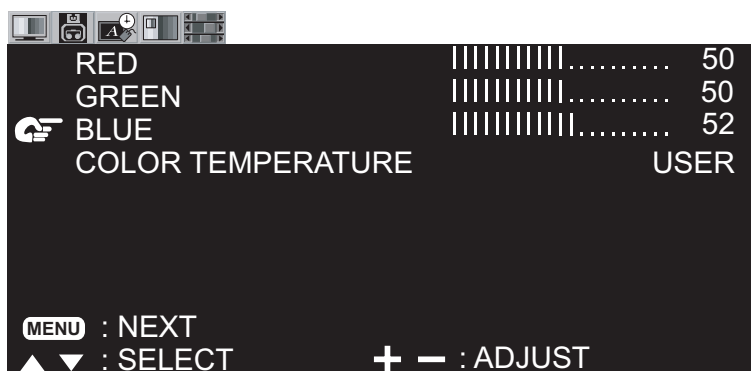 A
RED 50
GREEN 50
BLUE 52
COLOR TEMPERATURE USER
MENU : NEXT
: SELECT + − : ADJUST